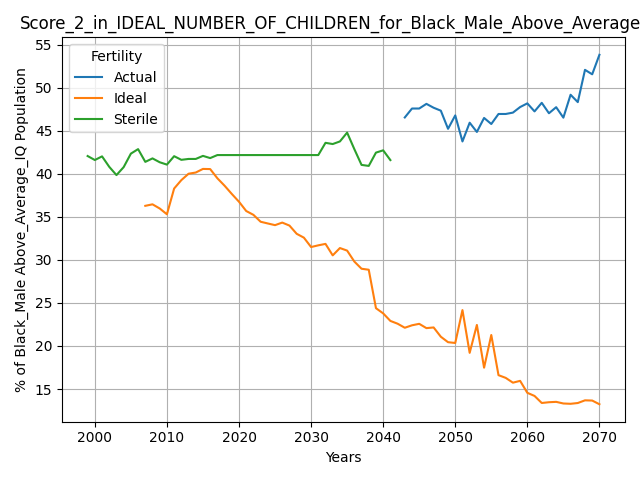 Score_2_in_IDEAL_NUMBER_OF_CHILDREN_for_Black_Male_Above_Average
Fertility
Actual
Ideal
Sterile
% of Black_Male Above_Average_IQ Population
55
50
45
40
35
30
25
20
15
2000 2010 2020 2030 2040 2050 2060 2070
Years